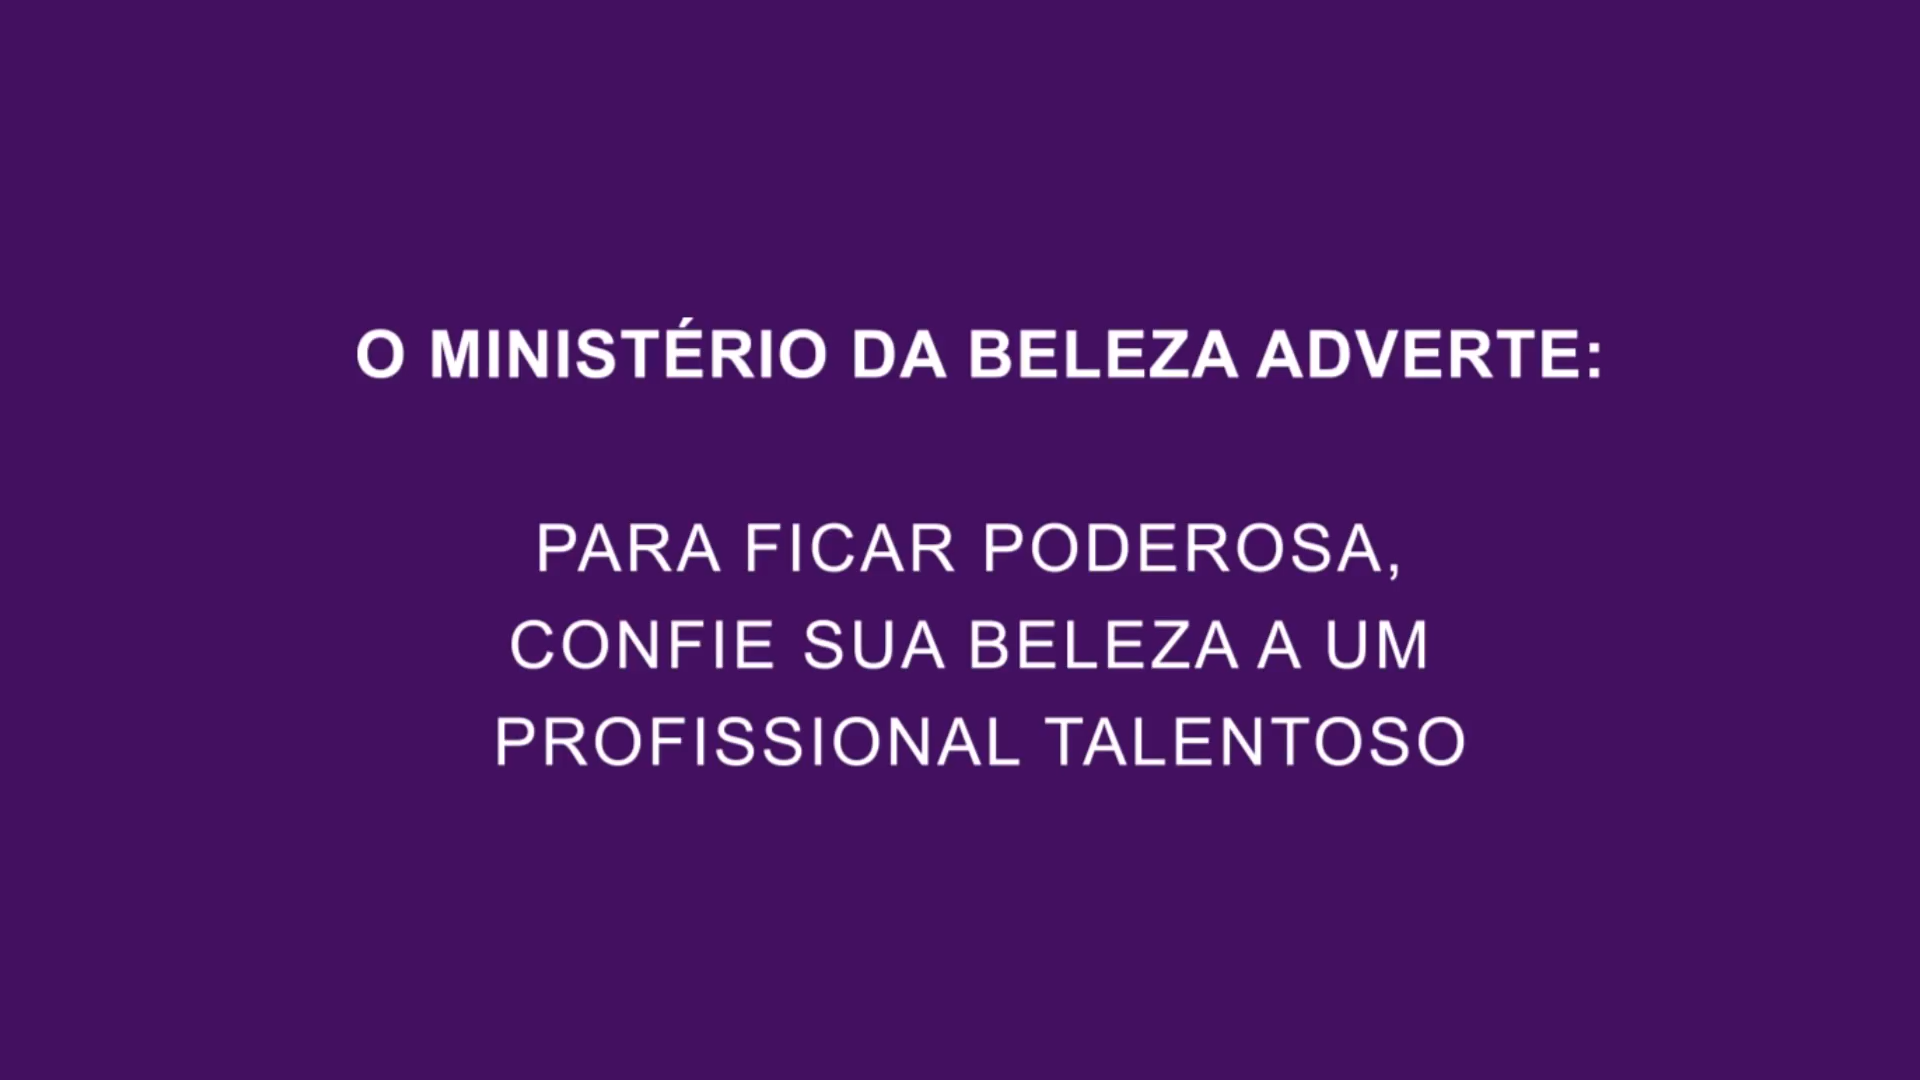 O MINISTÉRIO DA BELEZA ADVERTE:
PARA FICAR PODEROSA,
CONFIE SUA BELEZA A UM
PROFISSIONAL TALENTOSO